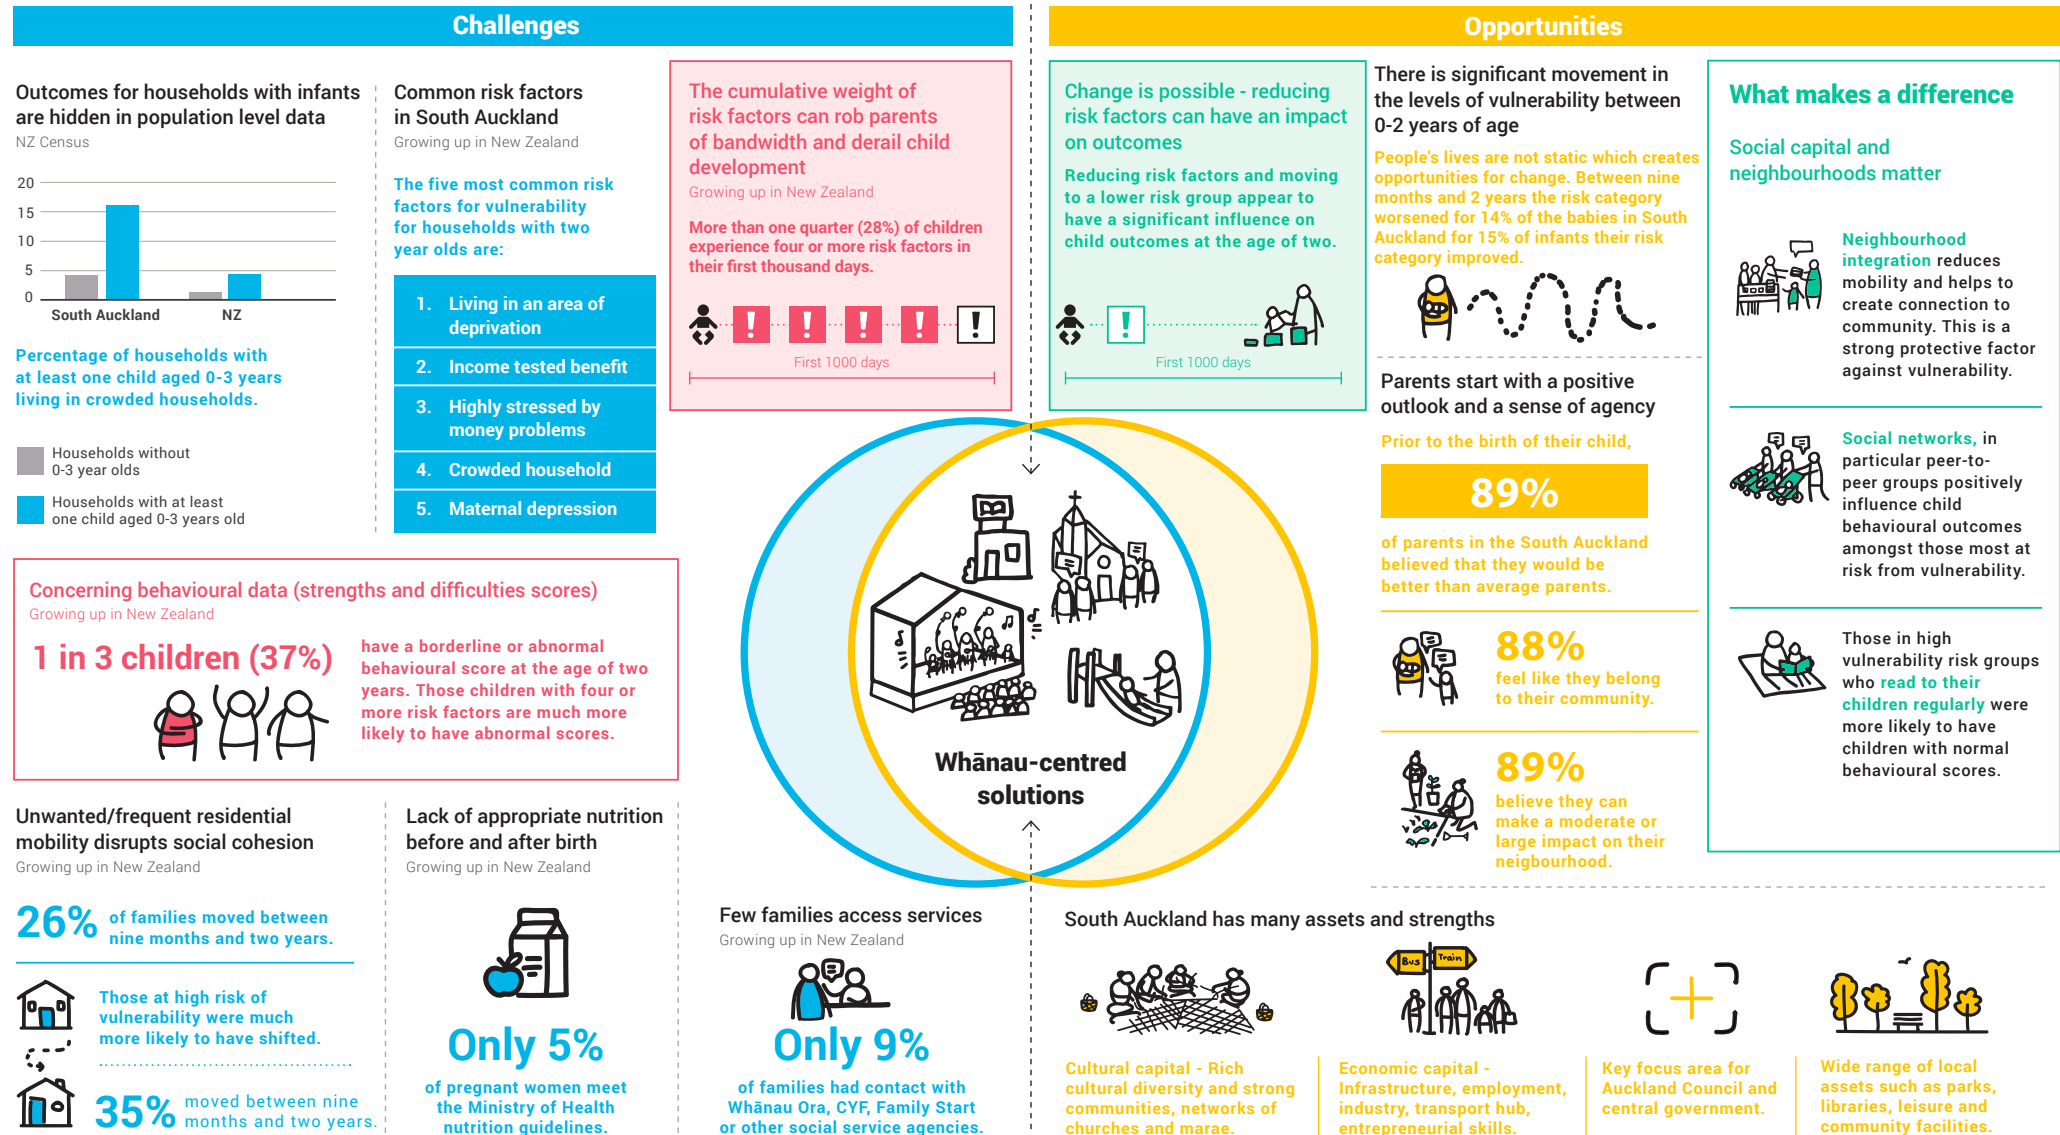 Challenges
Outcomes for households with infants
are hidden in population level data
NZ Census
20
15
10
5
0
South Auckland
NZ
Percentage of households with
at least one child aged 0-3 years
living in crowded households.
Households without
0-3 year olds
Households with at least
one child aged 0-3 years old
Common risk factors
in South Auckland
Growing up in New Zealand
The five most common risk
factors for vulnerability
for households with two
year olds are:
1. Living in an area of
deprivation
2. Income tested benefit
3. Highly stressed by
money problems
4. Crowded household
5. Maternal depression
The cumulative weight of
risk factors can rob parents
of bandwidth and derail child
development
Growing up in New Zealand
More than one quarter (28%) of children
experience four or more risk factors in
their first thousand days.
! ! ! ! !
First 1000 days
Concerning behavioural data (strengths and difficulties scores)
Growing up in New Zealand
1 in 3 children (37%)
have a borderline or abnormal
behavioural score at the age of two
years. Those children with four or
more risk factors are much more
likely to have abnormal scores.
Unwanted/frequent residential
mobility disrupts social cohesion
Growing up in New Zealand
26%
of families moved between
nine months and two years.
Those at high risk of
vulnerability were much
more likely to have shifted.
35%
moved between nine
months and two years.
Lack of appropriate nutrition
before and after birth
Growing up in New Zealand
Only 5%
of pregnant women meet
the Ministry of Health
nutrition guidelines.
Few families access services
Growing up in New Zealand
Only 9%
of families had contact with
Whānau Ora, CYF, Family Start
or other social service agencies.
Whānau-centred
solutions
Opportunities
Change is possible - reducing
risk factors can have an impact
on outcomes
Reducing risk factors and moving
to a lower risk group appear to
have a significant influence on
child outcomes at the age of two.
!
First 1000 days
There is significant movement in
the levels of vulnerability between
0-2 years of age
People's lives are not static which creates
opportunities for change. Between nine
months and 2 years the risk category
worsened for 14% of the babies in South
Auckland for 15% of infants their risk
category improved.
Parents start with a positive
outlook and a sense of agency
Prior to the birth of their child,
89%
of parents in the South Auckland
believed that they would be
better than average parents.
88%
feel like they belong
to their community.
89%
believe they can
make a moderate or
large impact on their
neigbourhood.
What makes a difference
Social capital and
neighbourhoods matter
Neighbourhood
integration reduces
mobility and helps to
create connection to
community. This is a
strong protective factor
against vulnerability.
Social networks, in
particular peer-to-
peer groups positively
influence child
behavioural outcomes
amongst those most at
risk from vulnerability.
Those in high
vulnerability risk groups
who read to their
children regularly were
more likely to have
children with normal
behavioural scores.
South Auckland has many assets and strengths
Cultural capital - Rich
cultural diversity and strong
communities, networks of
churches and marae.
Bus
Train
Economic capital -
Infrastructure, employment,
industry, transport hub,
entrepreneurial skills.
Key focus area for
Auckland Council and
central government.
Wide range of local
assets such as parks,
libraries, leisure and
community facilities.